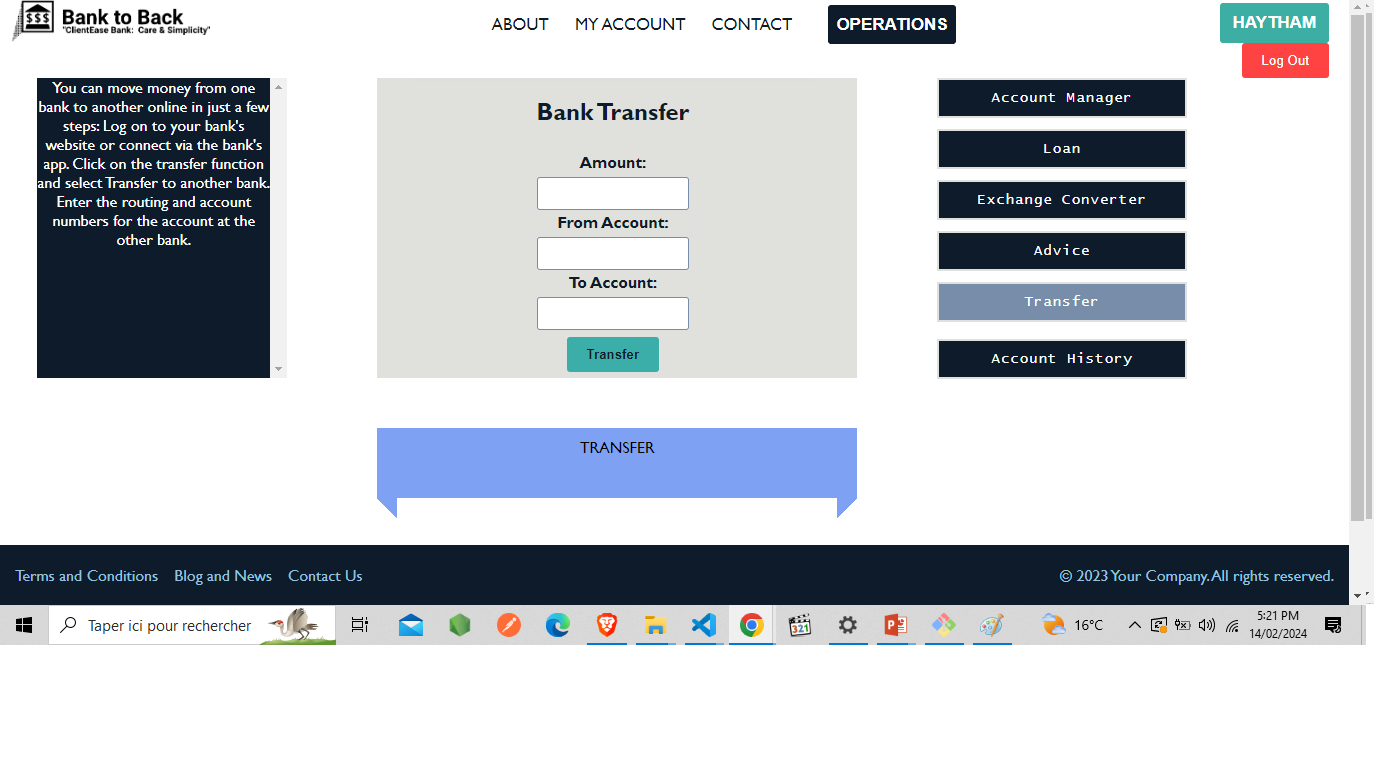 $$$
Bank to Back
"ClientEase Bank: Care & Simplicity"
ABOUT
MY ACCOUNT
CONTACT
OPERATIONS
HAYTHAM
Log Out
You can move money from one
bank to another online in just a few
steps: Log on to your bank's
website or connect via the bank's
app. Click on the transfer function
and select Transfer to another bank.
Enter the routing and account
numbers for the account at the
other bank.
Bank Transfer
Amount:
From Account:
To Account:
Transfer
Account Manager
Loan
Exchange Converter
Advice
Transfer
Account History
TRANSFER
Terms and Conditions
Blog and News
Contact Us
© 2023 Your Company. All rights reserved.
Taper ici pour rechercher
321
16°C
5:21 PM
14/02/2024